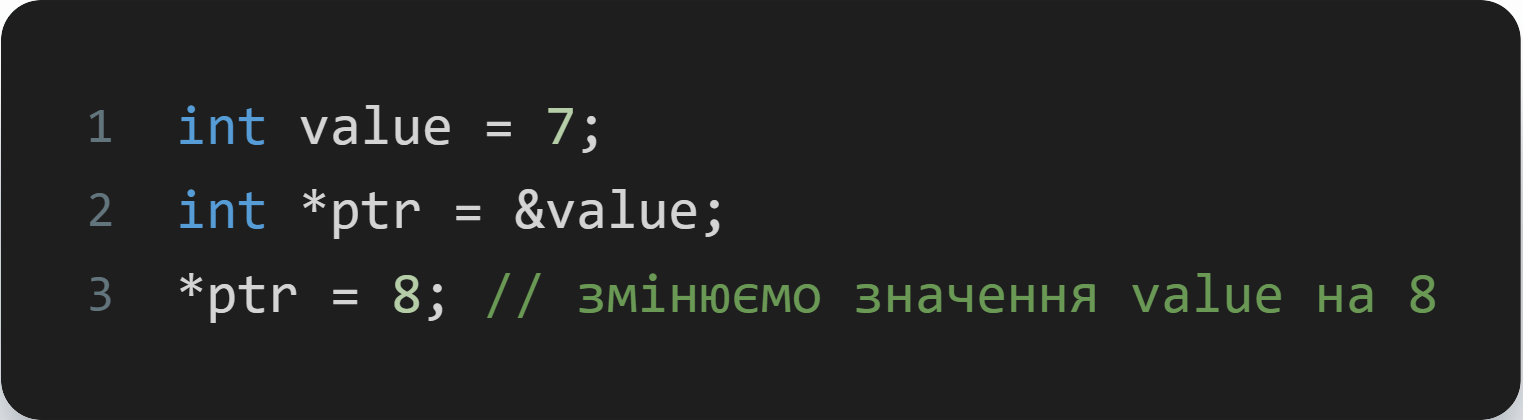 1 int value = 7;
2 int *ptr = &value;
3 *ptr = 8; // змінюємо значення value на 8